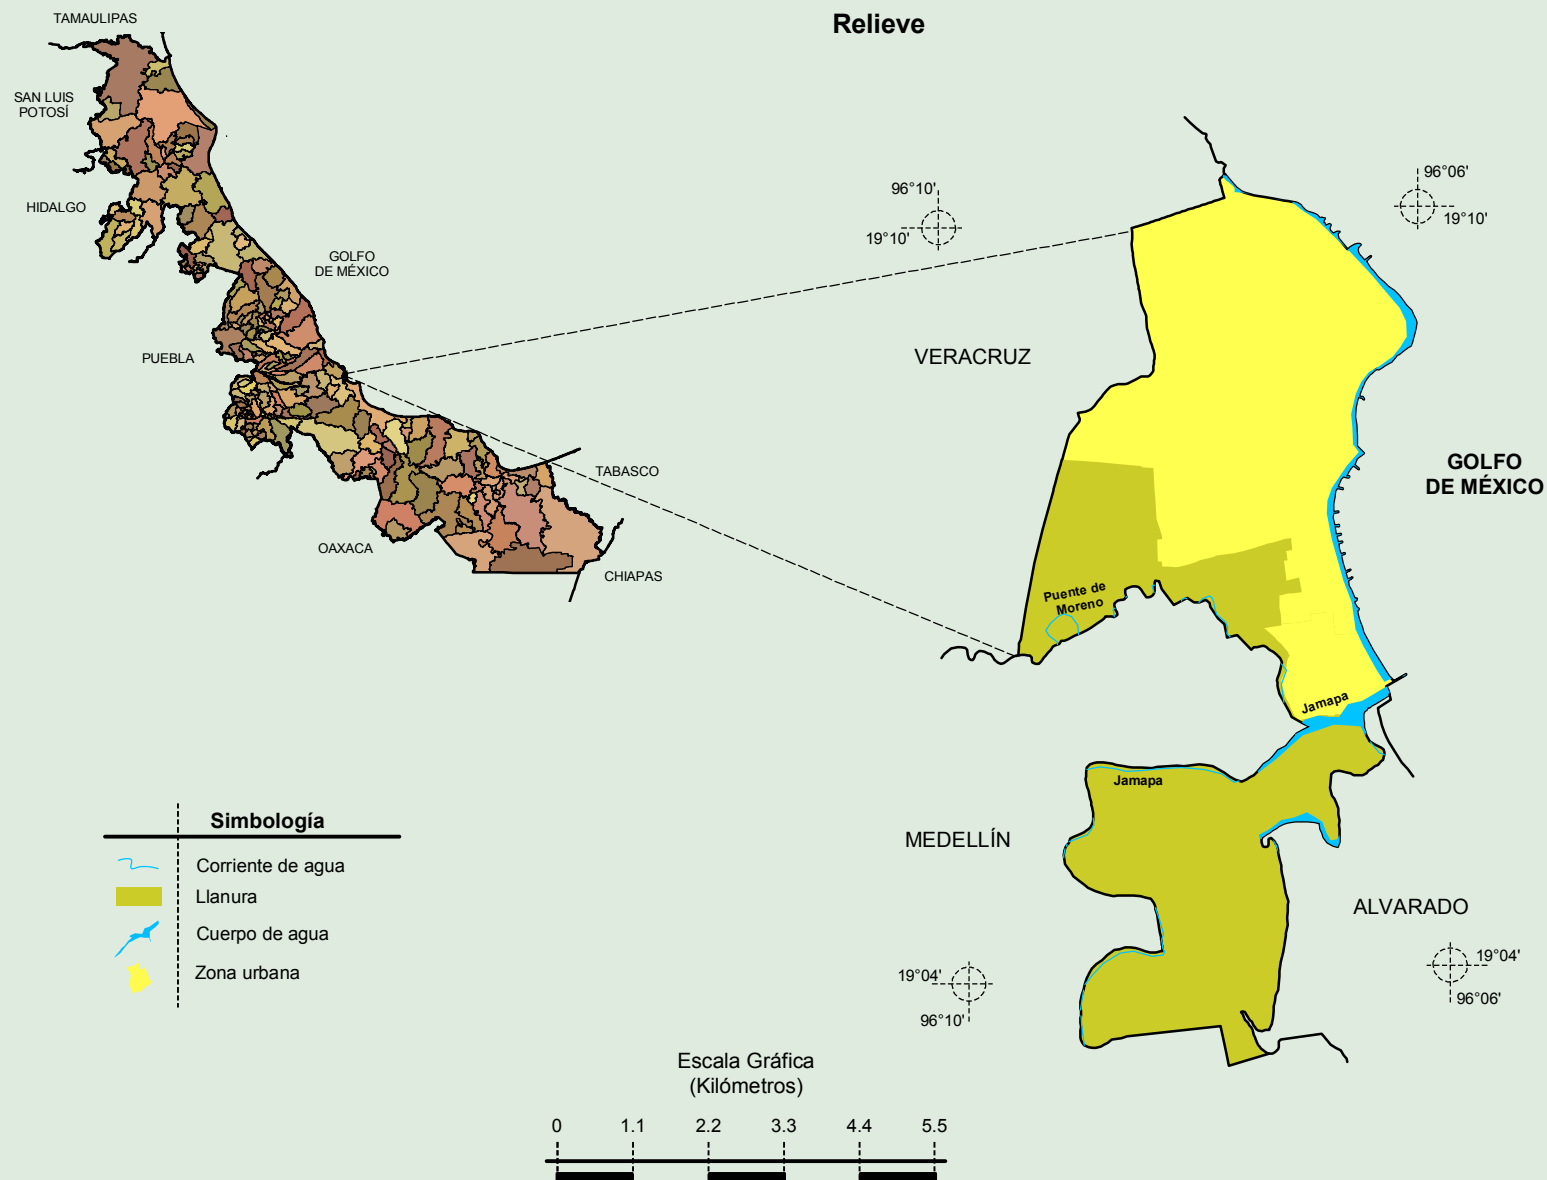 Relieve
TAMAULIPAS
SAN LUIS
POTOSÍ
HIDALGO
GOLFO
DE MÉXICO
PUEBLA
TABASCO
OAXACA
CHIAPAS
96°10'
19°10'
96°06'
19°10'
VERACRUZ
GOLFO
DE MÉXICO
Puente de
Moreno
Jamapa
Jamapa
MEDELLÍN
ALVARADO
19°04'
96°10'
19°04'
96°06'
Simbología
Corriente de agua
Llanura
Cuerpo de agua
Zona urbana
Escala Gráfica
(Kilómetros)
0 1.1 2.2 3.3 4.4 5.5